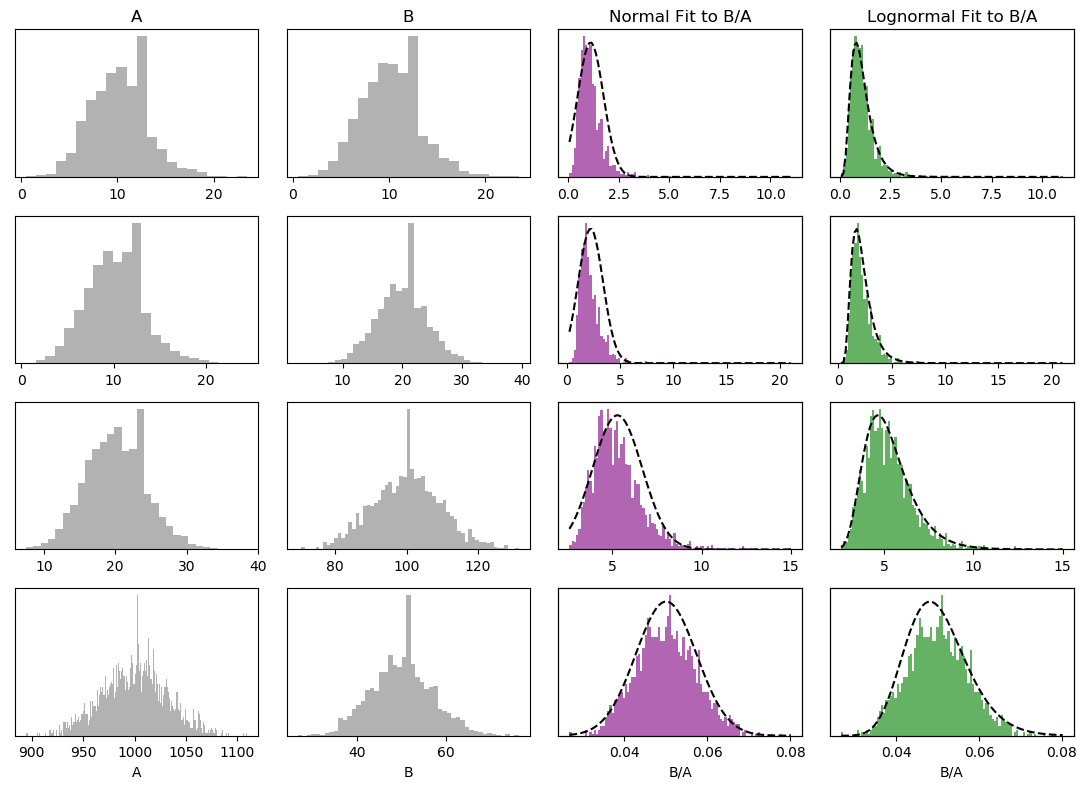 A B Normal Fit to B/A Lognormal Fit to B/A
0 10 20 0 10 20 0.0 2.5 5.0 7.5 10.0 0.0 2.5 5.0 7.5 10.0
0 10 20 10 20 30 40 0 5 10 15 20 0 5 10 15 20
10 20 30 40 80 100 120 5 10 15 5 10 15
900 950 1000 1050 1100 40 60 0.04 0.06 0.08 0.04 0.06 0.08
A B B/A B/A